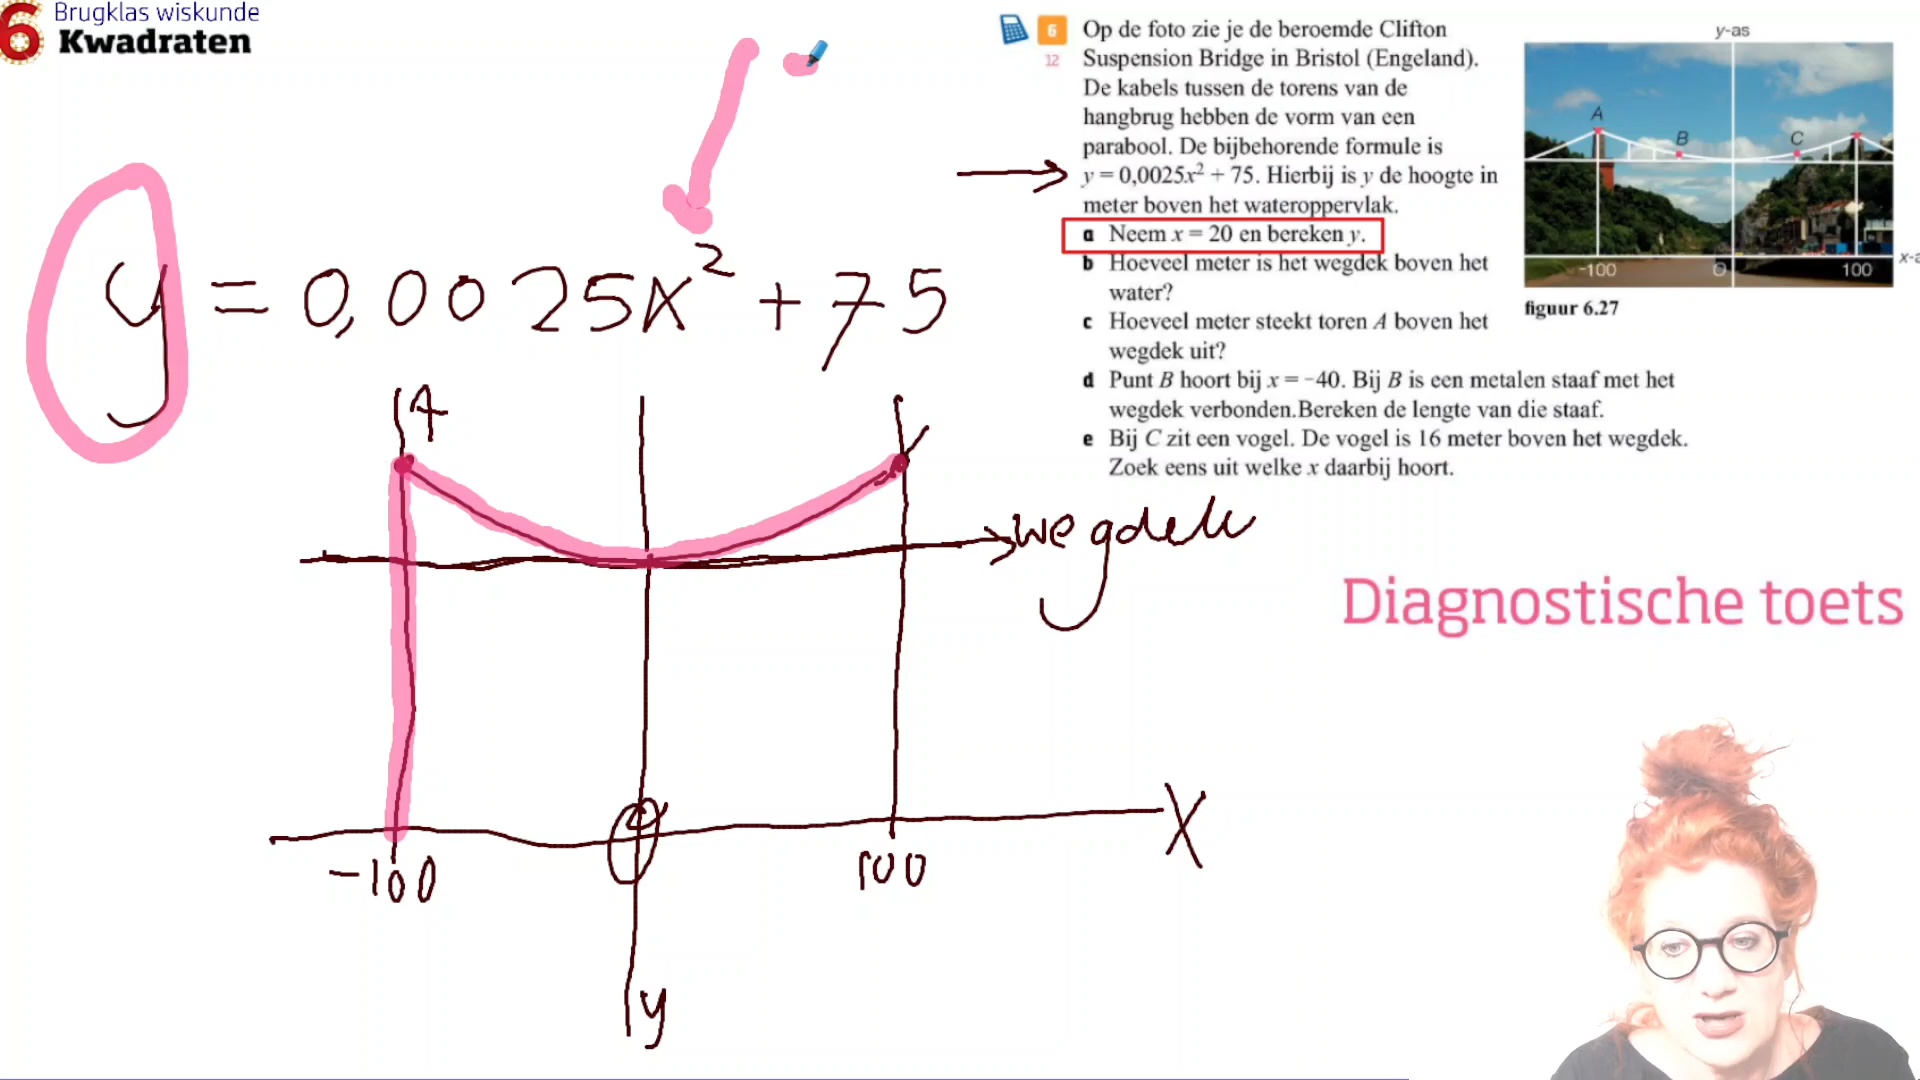 6
Brugklas wiskunde
Kwadraten
6
12
Op de foto zie je de beroemde Clifton
Suspension Bridge in Bristol (Engeland).
De kabels tussen de torens van de
hangbrug hebben de vorm van een
parabool. De bijbehorende formule is
y = 0,0025x² + 75. Hierbij is y de hoogte in
meter boven het wateroppervlak.
a Neem x = 20 en bereken y.
b Hoeveel meter is het wegdek boven het
water?
c Hoeveel meter steekt toren A boven het
wegdek uit?
d Punt B hoort bij x = −40. Bij B is een metalen staaf met het
wegdek verbonden.Bereken de lengte van die staaf.
e Bij C zit een vogel. De vogel is 16 meter boven het wegdek.
Zoek eens uit welke x daarbij hoort.
y-as
A
B
C
-100
O
100
x-a
figuur 6.27
y = 0,0025x² + 75
A
wegdek
-100
0
100
X
y
Diagnostische toets